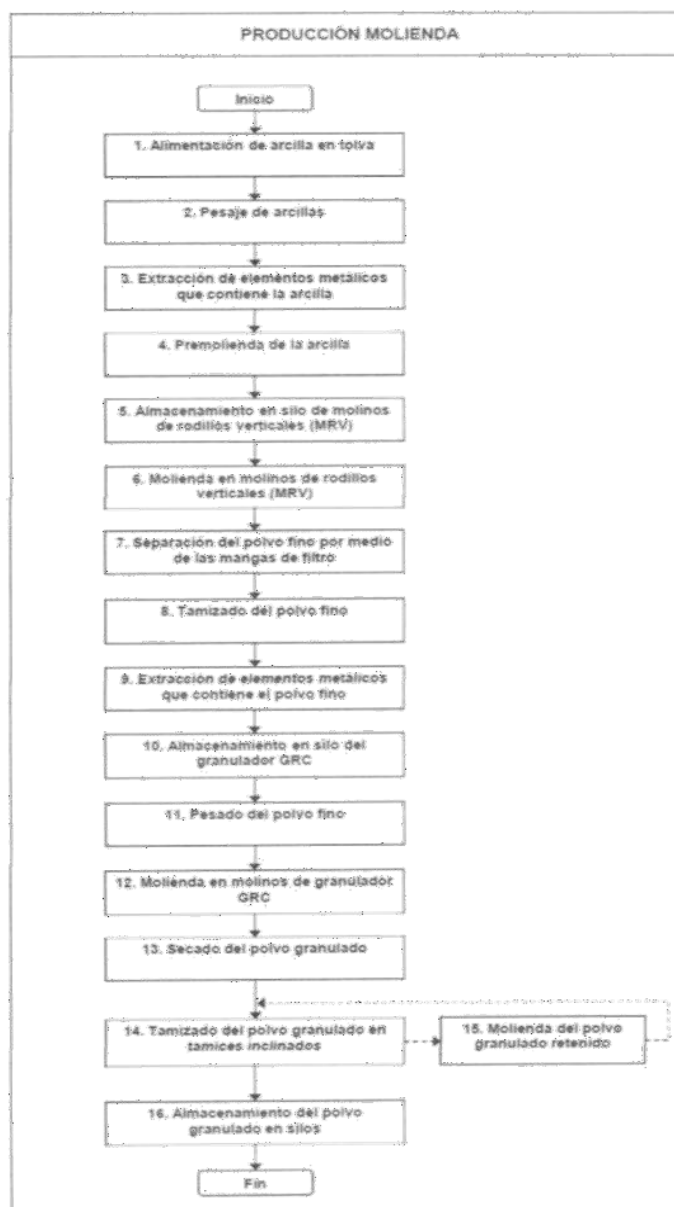 PRODUCCIÓN MOLIENDA
Inicio
1. Alimentación de arcilla en tolva
2. Pesaje de arcillas
3. Extracción de elementos metálicos
que contiene la arcilla
4. Premolienda de la arcilla
5. Almacenamiento en silo de molinos
de rodillos verticales (MRV)
6. Molienda en molinos de rodillos
verticales (MRV)
7. Separación del polvo fino por medio
de las mangas de filtro
8. Tamizado del polvo fino
9. Extracción de elementos metálicos
que contiene el polvo fino
10. Almacenamiento en silo del
granulador GRC
11. Pesado del polvo fino
12. Molienda en molinos de granulador
GRC
13. Secado del polvo granulado
14. Tamizado del polvo granulado en
tamices inclinados
15. Molienda del polvo
granulado retenido
16. Almacenamiento del polvo
granulado en silos
Fin